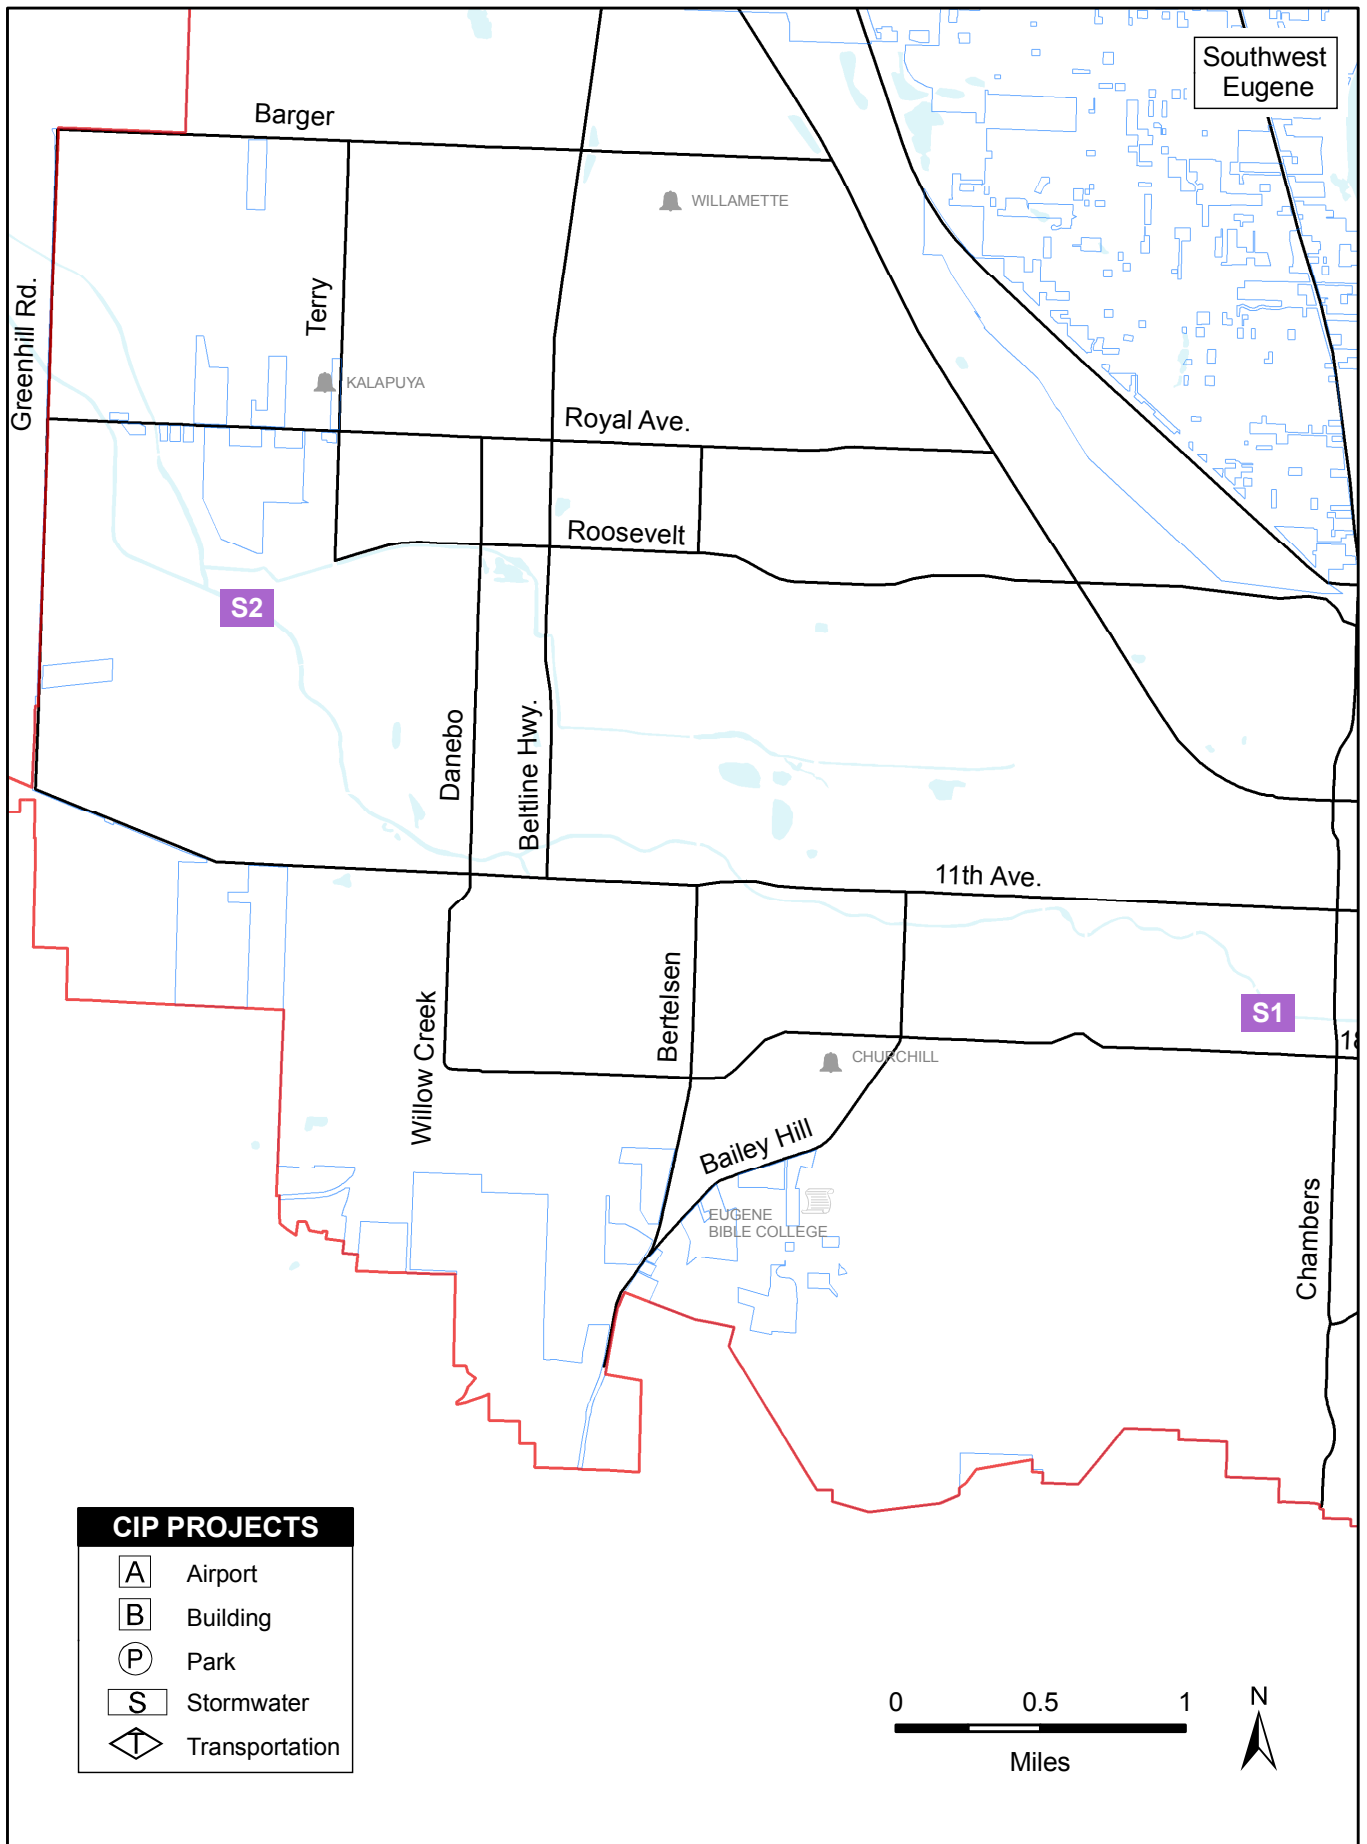 Southwest
Eugene
Barger
WILLAMETTE
Greenhill Rd.
Terry
KALAPUYA
Royal Ave.
Roosevelt
S2
Danebo
Beltline Hwy.
11th Ave.
Bertelsen
Willow Creek
S1
18
CHURCHILL
Bailey Hill
EUGENE
BIBLE COLLEGE
Chambers
CIP PROJECTS
A Airport
B Building
P Park
S Stormwater
T Transportation
0 0.5 1
Miles
N